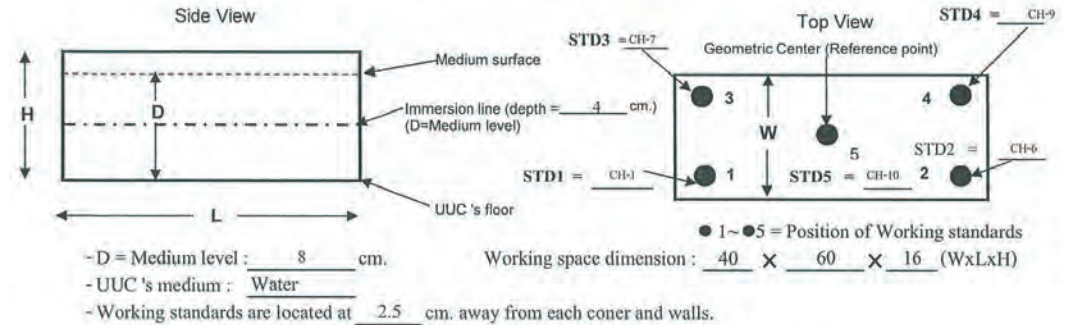 Side View
H
D
L
Medium surface
Immersion line (depth = 4 cm.)
(D=Medium level)
UUC 's floor
Top View
STD3 = CH-7
STD4 = CH-9
Geometric Center (Reference point)
3
4
W
5
STD1 = CH-1
1
STD5 = CH-10
STD2 = CH-6
2
● 1~ ●5 = Position of Working standards
- D = Medium level : 8 cm.
Working space dimension : 40 × 60 × 16 (WxLxH)
- UUC 's medium : Water
- Working standards are located at 2.5 cm. away from each coner and walls.